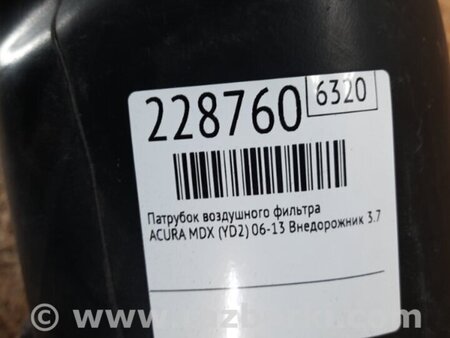 228760
6320
Патрубок воздушного фильтра
ACURA MDX (YD2) 06-13 Внедорожник 3.7